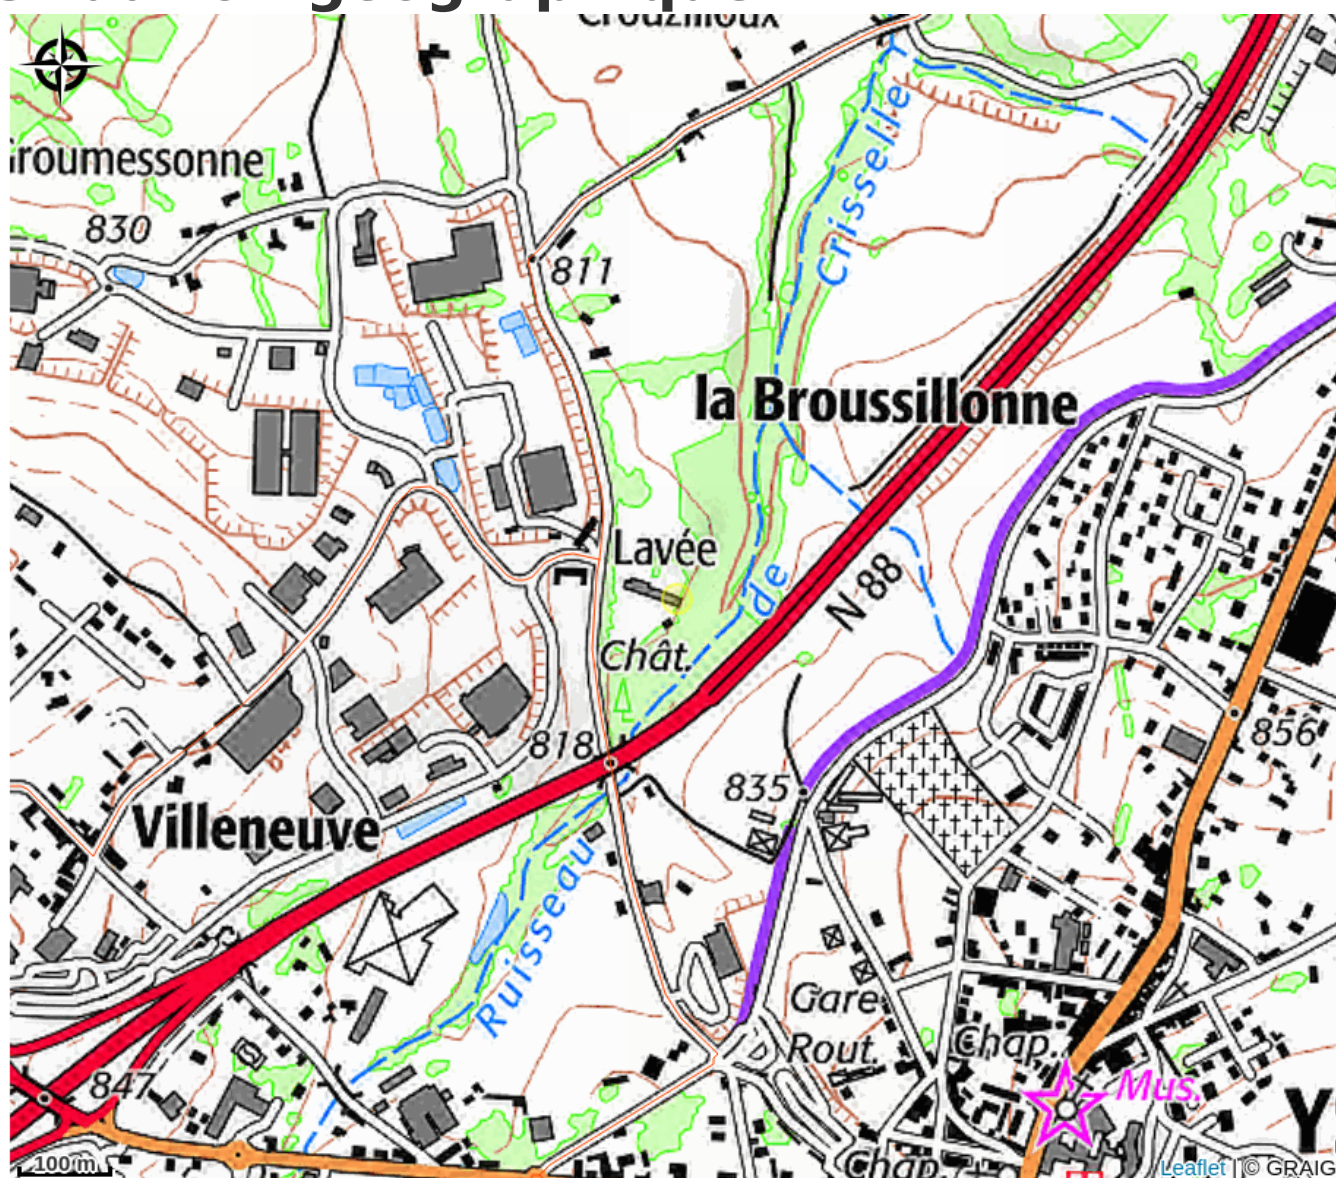 Crouzilloux
Crisselle
roumessonne
830
811
la Broussillonne
Lavée
de
N 88
Chât.
818
856
835
Villeneuve
Ruisseau
Gare
Rout.
Chap.
847
Mus.
Y
Chap.
100 m
Leaflet | © GRAIG